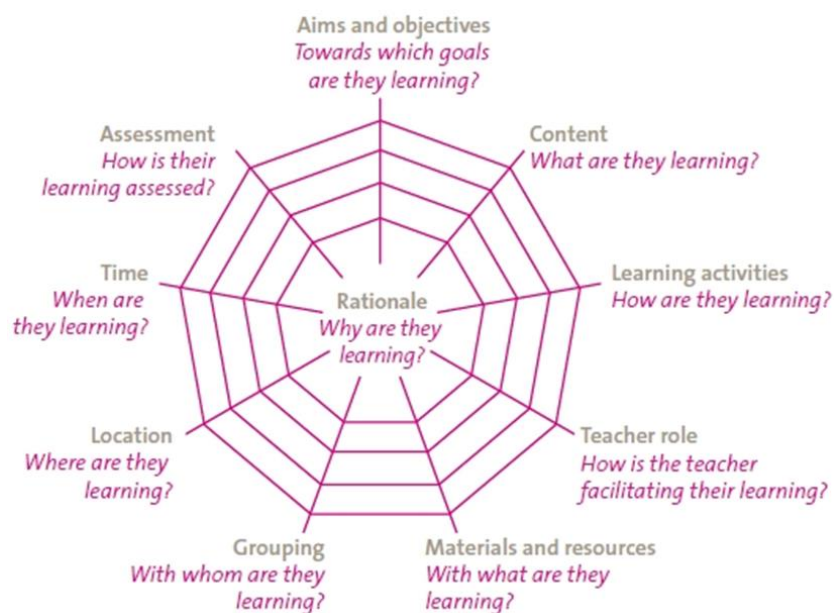 Aims and objectives
Towards which goals
are they learning?
Content
What are they learning?
Learning activities
How are they learning?
Teacher role
How is the teacher
facilitating their learning?
Materials and resources
With what are they
learning?
Grouping
With whom are they
learning?
Location
Where are they
learning?
Time
When are
they learning?
Assessment
How is their
learning assessed?
Rationale
Why are they
learning?